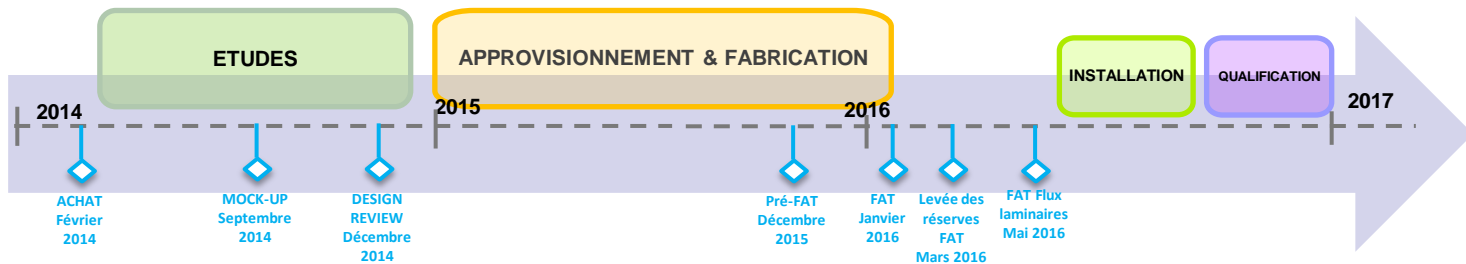 ETUDES
APPROVISIONNEMENT & FABRICATION
INSTALLATION
QUALIFICATION
2014
2015
2016
2017
ACHAT
Février
2014
MOCK-UP
Septembre
2014
DESIGN
REVIEW
Décembre
2014
Pré-FAT
Décembre
2015
FAT
Janvier
2016
Levée des
réserves
FAT
Mars 2016
FAT Flux
laminaires
Mai 2016